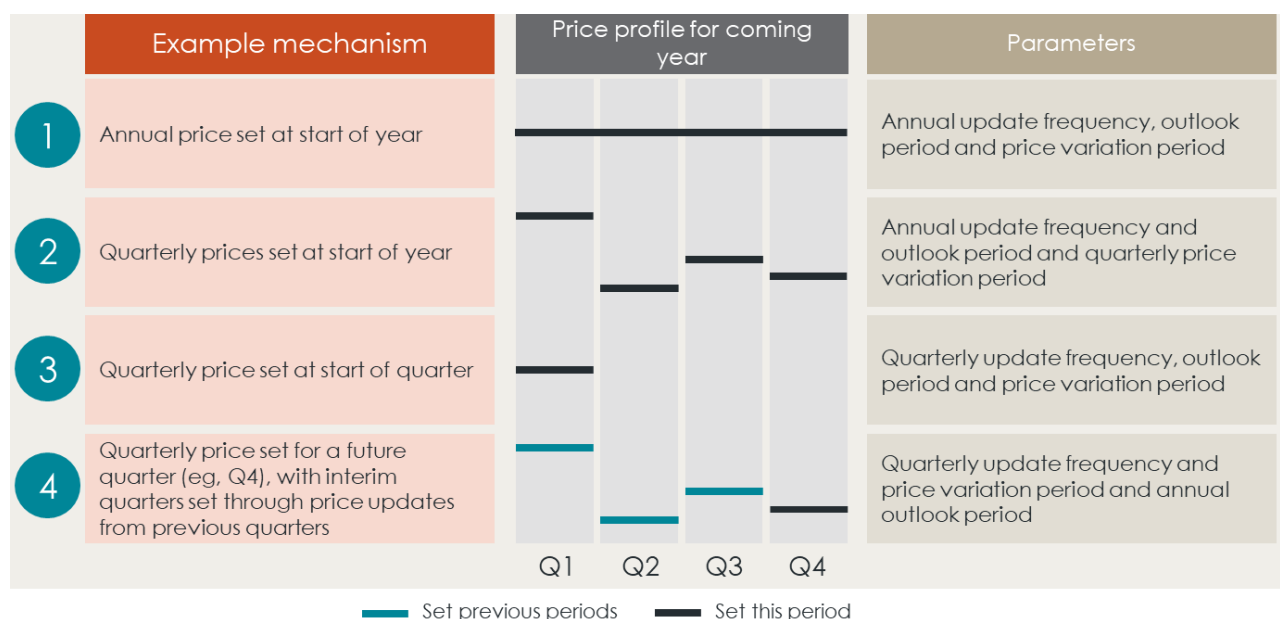 Example mechanism
Price profile for coming
year
Parameters
1
Annual price set at start of year
Annual update frequency, outlook
period and price variation period
2
Quarterly prices set at start of year
Annual update frequency and
outlook period and quarterly price
variation period
3
Quarterly price set at start of quarter
Quarterly update frequency, outlook
period and price variation period
4
Quarterly price set for a future
quarter (eg, Q4), with interim
quarters set through price updates
from previous quarters
Quarterly update frequency and
price variation period and annual
outlook period
Q1 Q2 Q3 Q4
Set previous periods Set this period